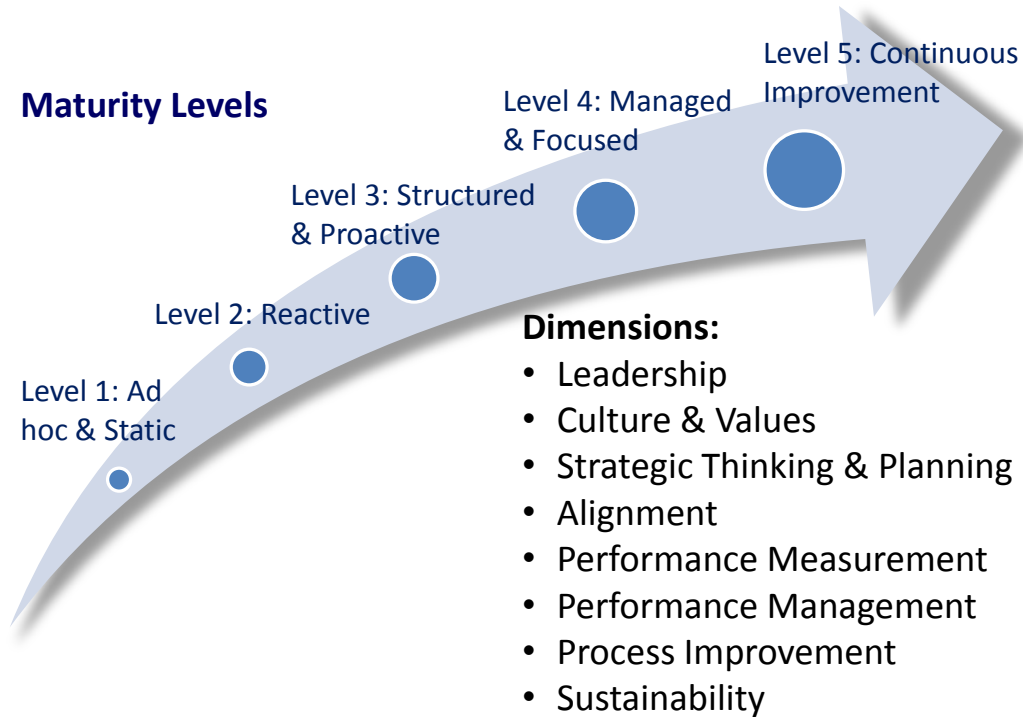 Maturity Levels
Level 5: Continuous
Improvement
Level 4: Managed
& Focused
Level 3: Structured
& Proactive
Level 2: Reactive
Level 1: Ad
hoc & Static
Dimensions:
• Leadership
• Culture & Values
• Strategic Thinking & Planning
• Alignment
• Performance Measurement
• Performance Management
• Process Improvement
• Sustainability